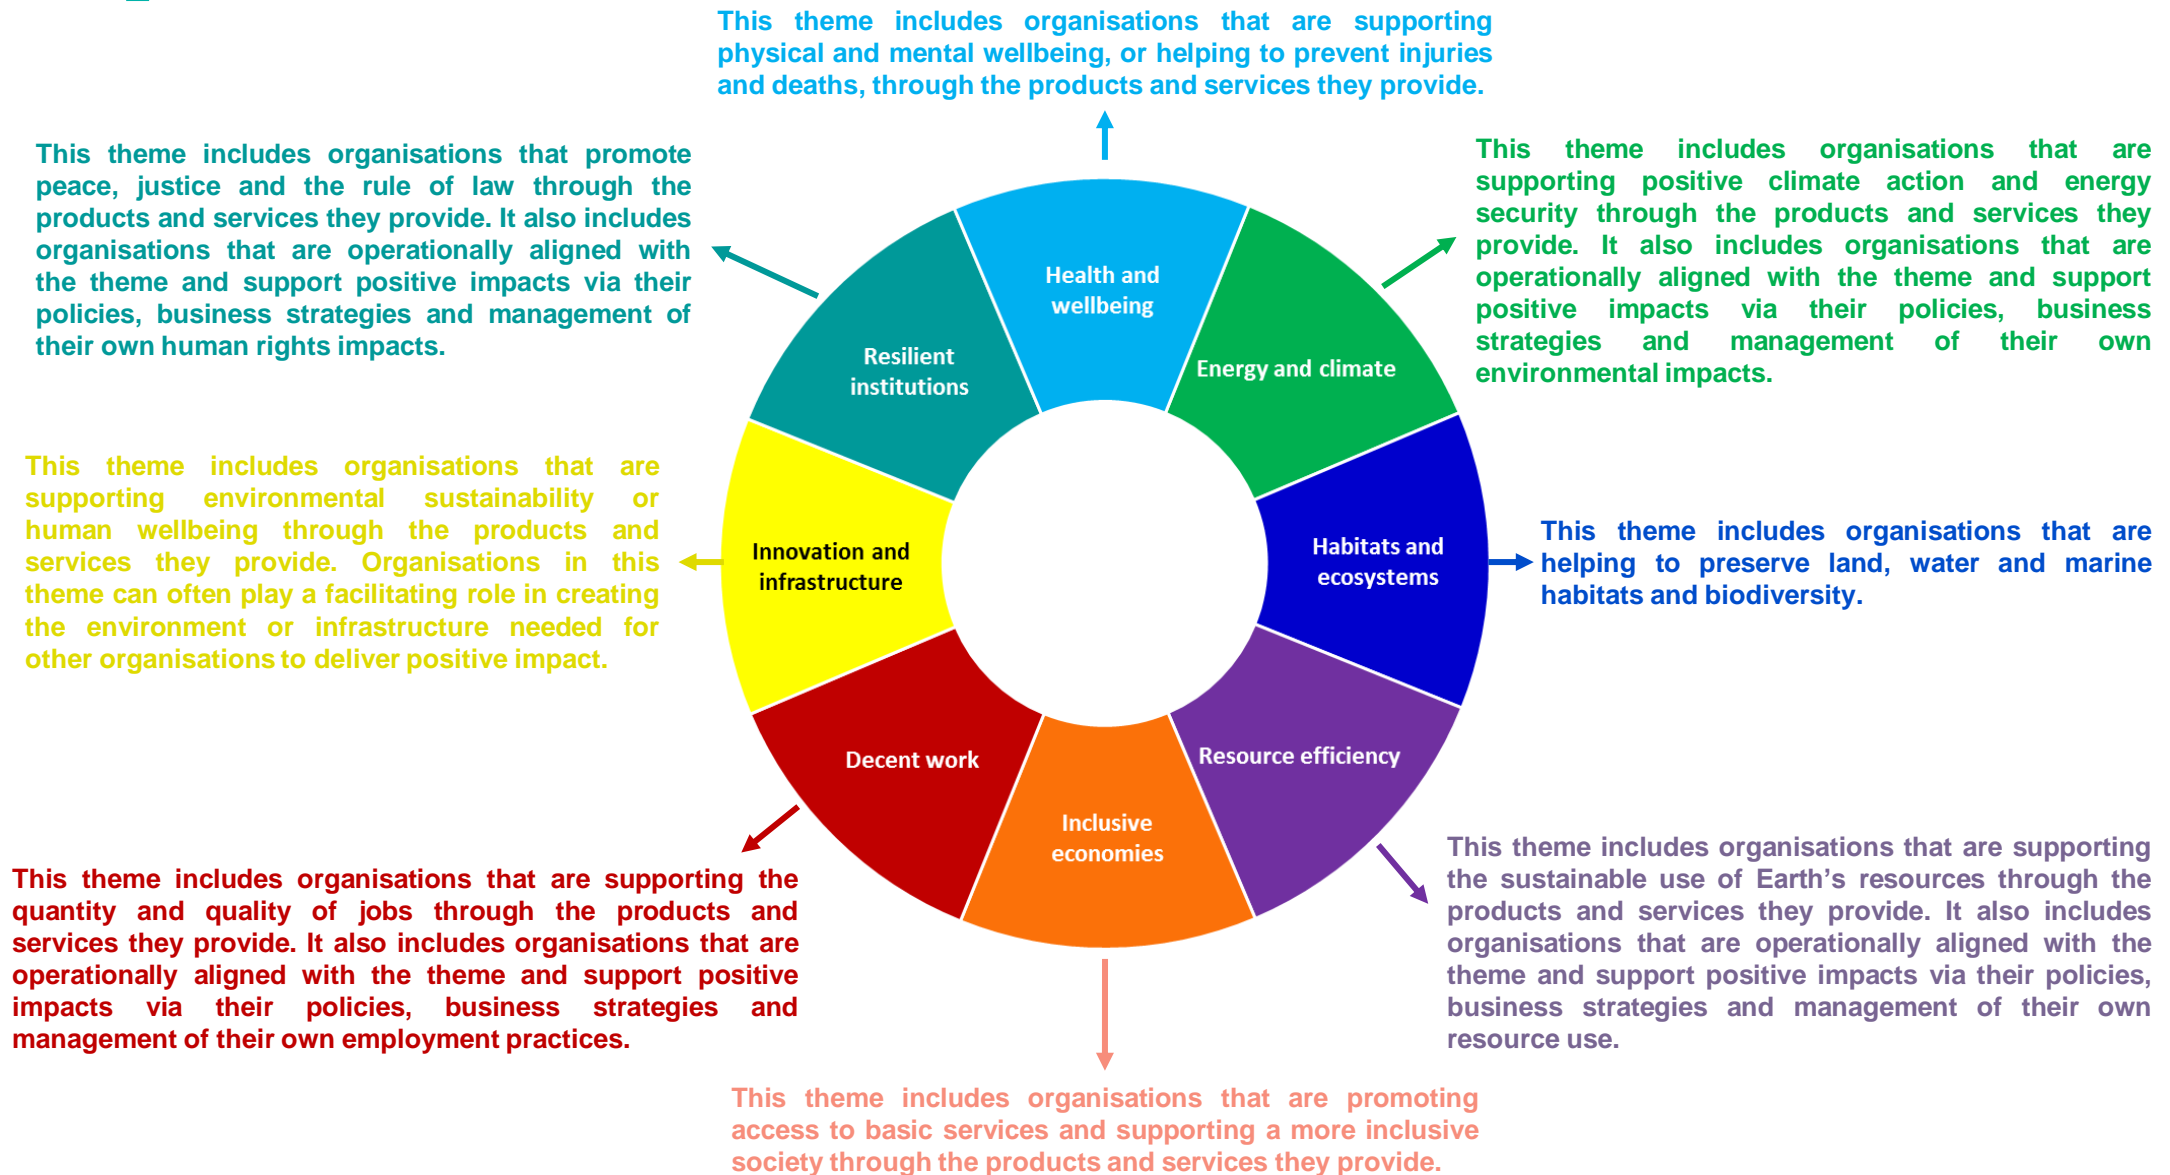 This theme includes organisations that are supporting
physical and mental wellbeing, or helping to prevent injuries
and deaths, through the products and services they provide.
This theme includes organisations that promote
peace, justice and the rule of law through the
products and services they provide. It also includes
organisations that are operationally aligned with
the theme and support positive impacts via their
policies, business strategies and management of
their own human rights impacts.
This theme includes organisations that are
supporting positive climate action and energy
security through the products and services they
provide. It also includes organisations that are
operationally aligned with the theme and support
positive impacts via their policies, business
strategies and management of their own
environmental impacts.
Health and
wellbeing
Resilient
institutions
Energy and climate
This theme includes organisations that are
supporting environmental sustainability or
human wellbeing through the products and
services they provide. Organisations in this
theme can often play a facilitating role in creating
the environment or infrastructure needed for
other organisations to deliver positive impact.
Innovation and
infrastructure
Habitats and
ecosystems
This theme includes organisations that are
helping to preserve land, water and marine
habitats and biodiversity.
Decent work
Resource efficiency
Inclusive
economies
This theme includes organisations that are supporting the
quantity and quality of jobs through the products and
services they provide. It also includes organisations that are
operationally aligned with the theme and support positive
impacts via their policies, business strategies and
management of their own employment practices.
This theme includes organisations that are supporting
the sustainable use of Earth’s resources through the
products and services they provide. It also includes
organisations that are operationally aligned with the
theme and support positive impacts via their policies,
business strategies and management of their own
resource use.
This theme includes organisations that are promoting
access to basic services and supporting a more inclusive
society through the products and services they provide.